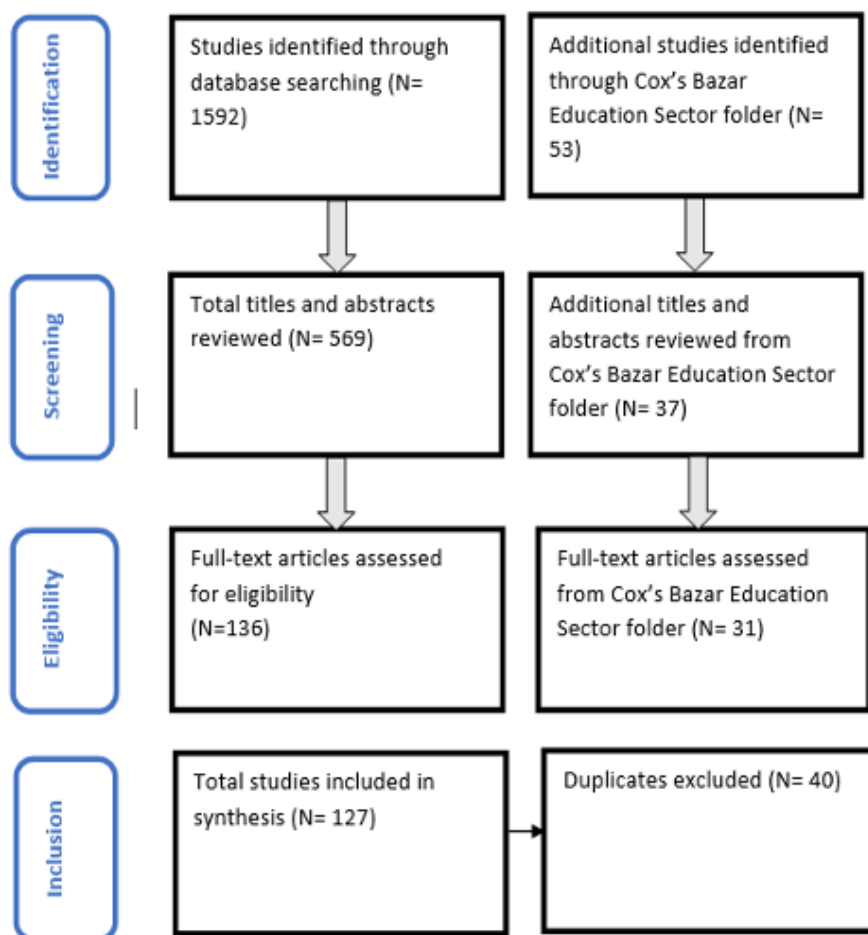 Identification
Studies identified through
database searching (N=
1592)
Additional studies identified
through Cox's Bazar
Education Sector folder (N=
53)
Screening
Total titles and abstracts
reviewed (N= 569)
Additional titles and
abstracts reviewed from
Cox's Bazar Education Sector
folder (N= 37)
Eligibility
Full-text articles assessed
for eligibility
(N=136)
Full-text articles assessed
from Cox's Bazar Education
Sector folder (N= 31)
Inclusion
Total studies included in
synthesis (N= 127)
Duplicates excluded (N= 40)